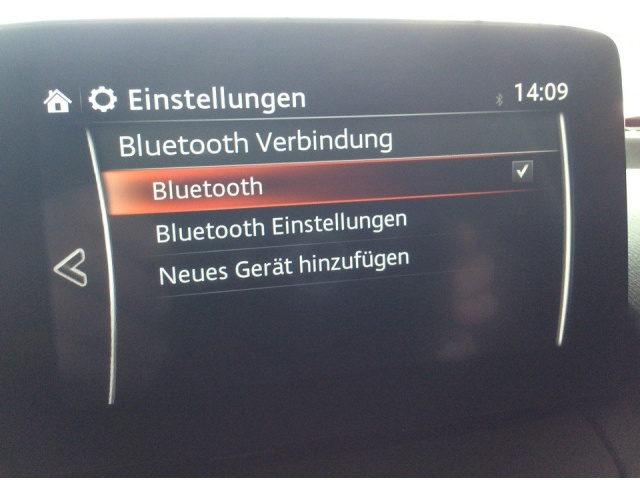 Einstellungen 14:09
Bluetooth Verbindung
Bluetooth
Bluetooth Einstellungen
Neues Gerät hinzufügen